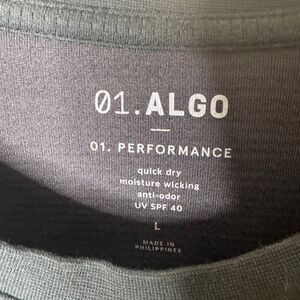 01.ALGO
01. PERFORMANCE
quick dry
moisture wicking
anti-odor
UV SPF 40
L
MADE IN
PHILIPPINES